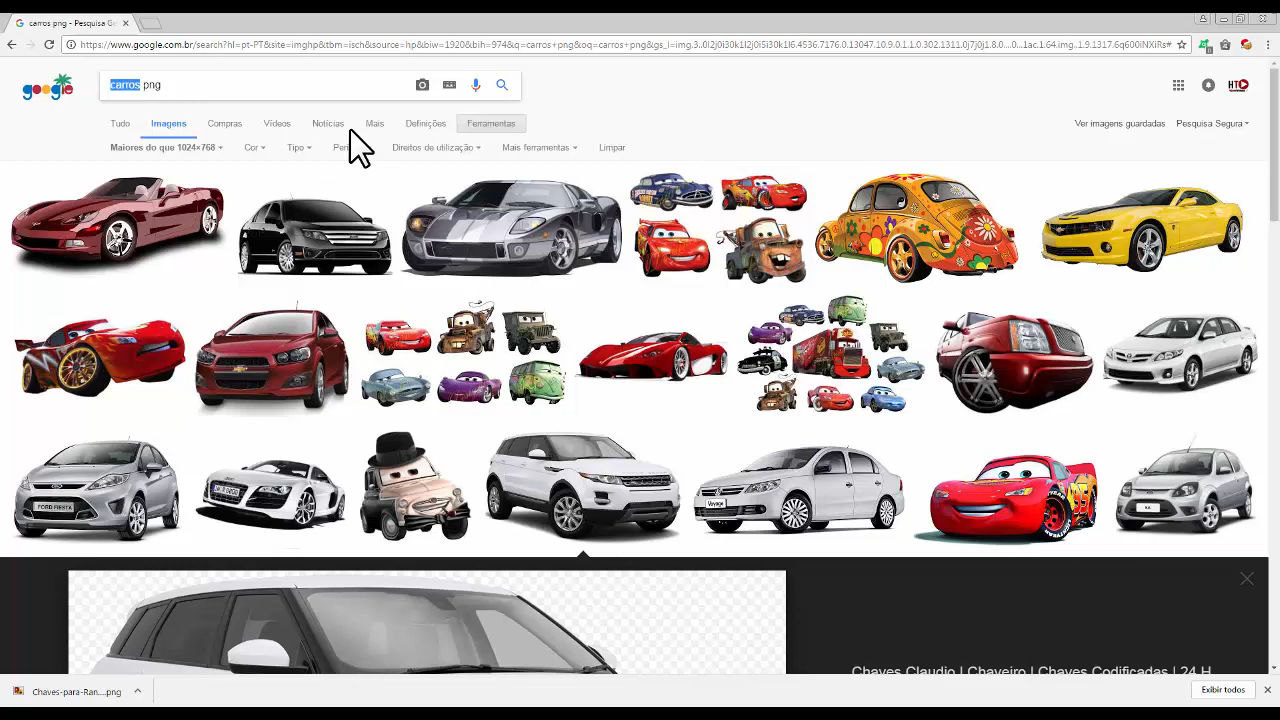 carros png - Pesquisa G
https://www.google.com.br/search?hl=pt-PT&site=imghp&tbm=isch&source=hp&biw=1920&bih=974&q=carros+png&oq=carros+png&gs_l=img.3..0l2j0i30k1l2j0i5i30k1l6.4536.7176.0.13047.10.9.0.1.1.0.302.1311.0j7j0j1.8.0....0...1ac.1.64.img..1.9.1317.6q600iNXiRs#
google
carros png
HT
Tudo Imagens Compras Vídeos Notícias Mais Definições Ferramentas Ver imagens guardadas Pesquisa Segura
Maiores do que 1024×768 Cor Tipo Direitos de utilização Mais ferramentas Limpar
FORD FIESTA
Voyage
95
KA
Chaves Claudio | Chaveiro | Chaves Codificadas | 24 H
Chaves-para-Ran....png Exibir todos